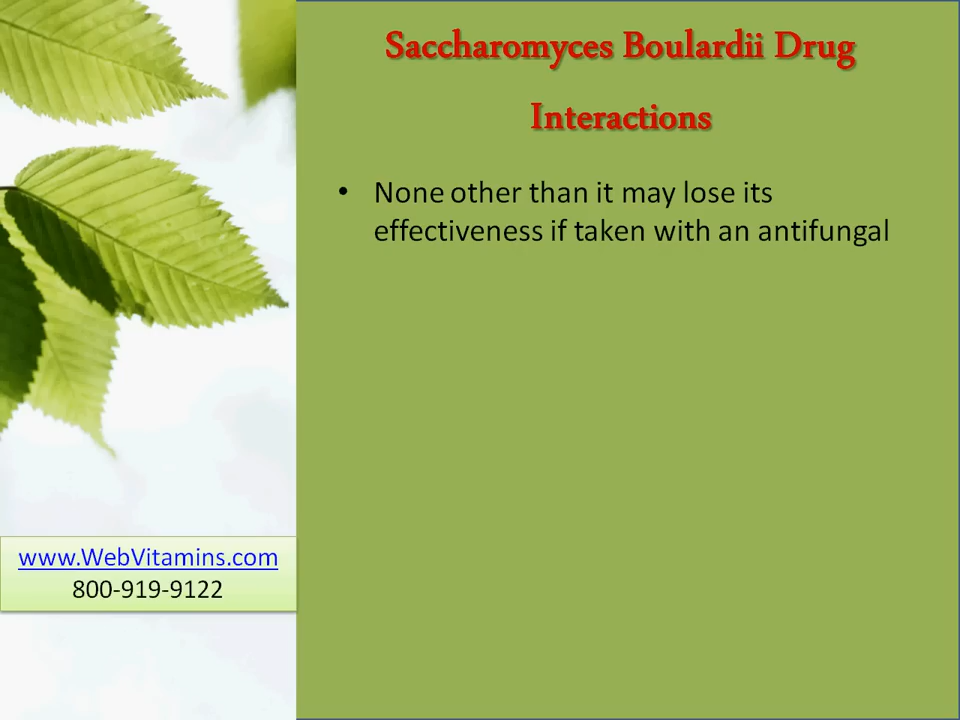 Saccharomyces Boulardii Drug
Interactions
• None other than it may lose its
effectiveness if taken with an antifungal
www.WebVitamins.com
800-919-9122